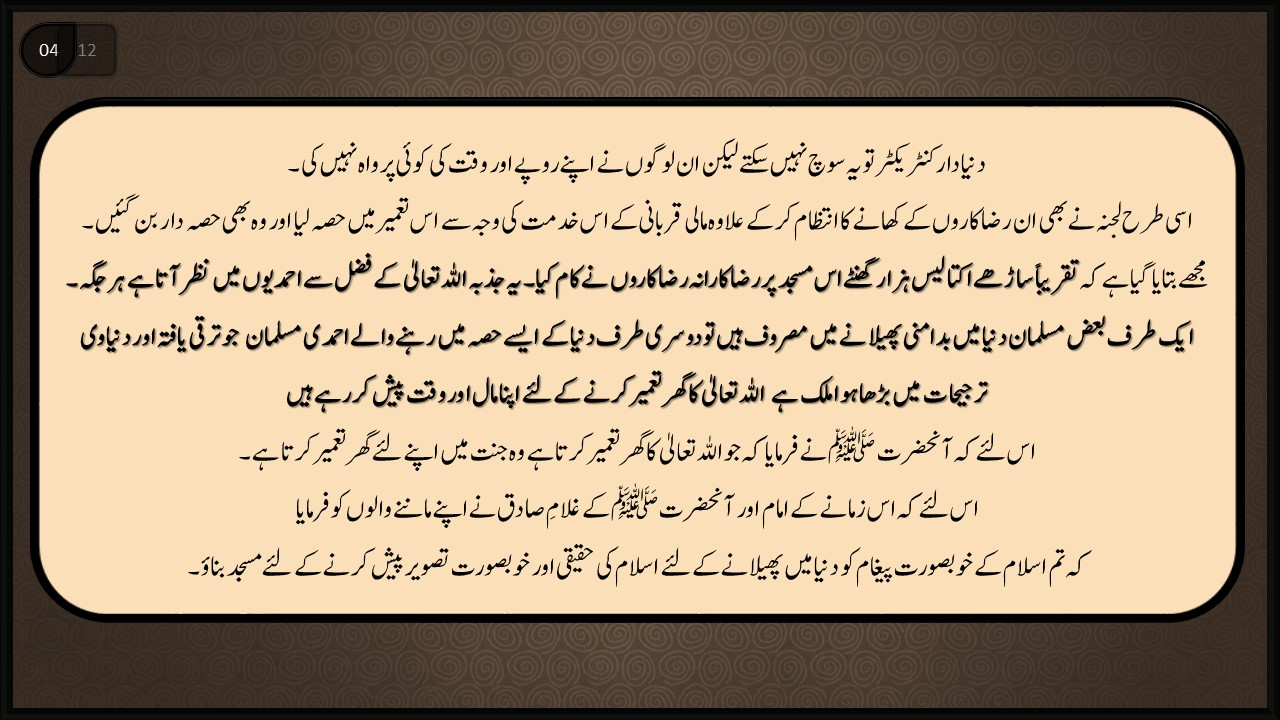 04 12
دنیادار کنٹریکٹر تو یہ سوچ نہیں سکتے لیکن ان لوگوں نے اپنے روپے اور وقت کی کوئی پرواہ نہیں کی۔
اسی طرح لجنہ نے بھی ان رضاکاروں کے کھانے کا انتظام کر کے علاوہ مالی قربانی کے اس خدمت کی وجہ سے اس تعمیر میں حصہ لیا اور وہ بھی حصہ دار بن گئیں۔
مجھے بتایا گیا ہے کہ تقریباً ساڑھے اکتالیس ہزار گھنٹے اس مسجد پر رضاکارانہ رضاکاروں نے کام کیا۔ یہ جذبہ اللہ تعالیٰ کے فضل سے احمدیوں میں نظر آتا ہے ہر جگہ۔
ایک طرف بعض مسلمان دنیا میں بدامنی پھیلانے میں مصروف ہیں تو دوسری طرف دنیا کے ایسے حصہ میں رہنے والے احمدی مسلمان جو ترقی یافتہ اور دنیاوی
ترجیحات میں بڑھا ہوا ملک ہے اللہ تعالیٰ کا گھر تعمیر کرنے کے لئے اپنا مال اور وقت پیش کر رہے ہیں
اس لئے کہ آنحضرت ﷺ نے فرمایا کہ جو اللہ تعالیٰ کا گھر تعمیر کرتا ہے وہ جنت میں اپنے لئے گھر تعمیر کرتا ہے۔
اس لئے کہ اس زمانے کے امام اور آنحضرت ﷺ کے غلامِ صادق نے اپنے ماننے والوں کو فرمایا
کہ تم اسلام کے خوبصورت پیغام کو دنیا میں پھیلانے کے لئے اسلام کی حقیقی اور خوبصورت تصویر پیش کرنے کے لئے مسجد بناؤ۔